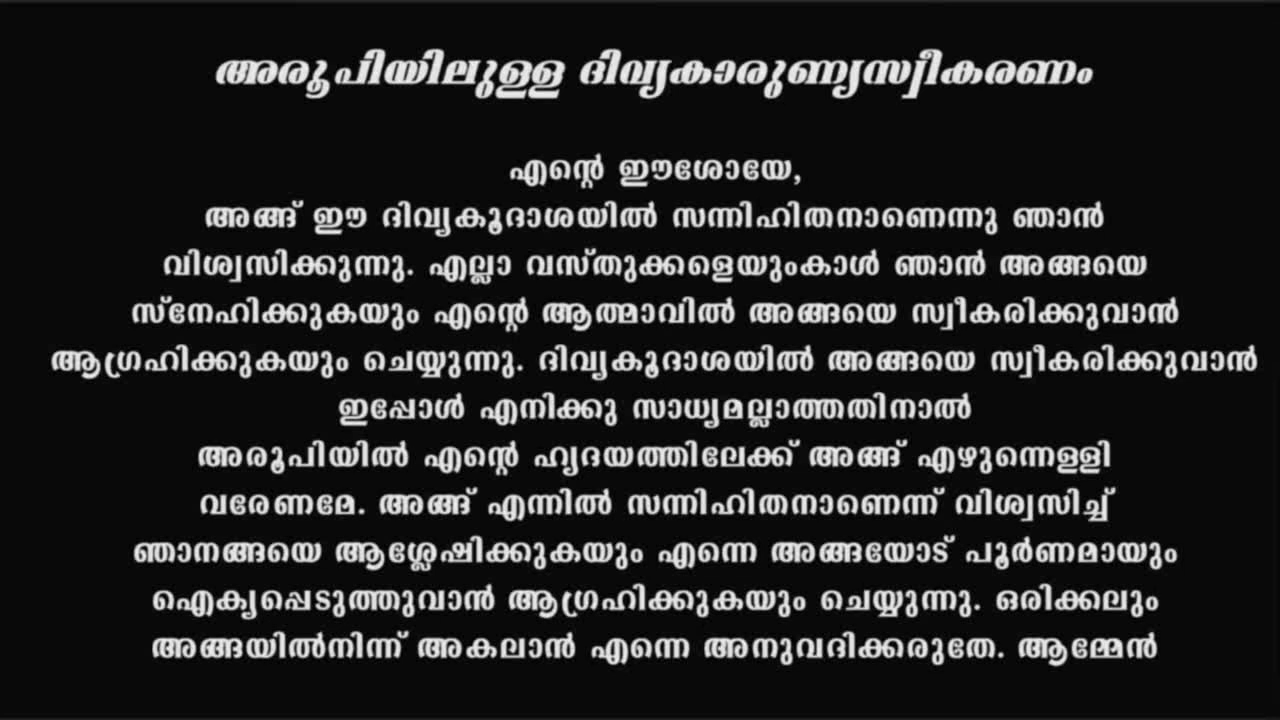 അരൂപിയിലുള്ള ദിവ്യകാരുണ്യസ്വീകരണം
എന്റെ ഈശോയേ,
അങ്ങ് ഈ ദിവ്യകൂദാശയിൽ സന്നിഹിതനാണെന്നു ഞാൻ
വിശ്വസിക്കുന്നു. എല്ലാ വസ്തുക്കളെയുംകാൾ ഞാൻ അങ്ങയെ
സ്നേഹിക്കുകയും എന്റെ ആത്മാവിൽ അങ്ങയെ സ്വീകരിക്കുവാൻ
ആഗ്രഹിക്കുകയും ചെയ്യുന്നു. ദിവ്യകൂദാശയിൽ അങ്ങയെ സ്വീകരിക്കുവാൻ
ഇപ്പോൾ എനിക്കു സാധ്യമല്ലാത്തതിനാൽ
അരൂപിയിൽ എന്റെ ഹൃദയത്തിലേക്ക് അങ്ങ് എഴുന്നെള്ളി
വരേണമേ. അങ്ങ് എന്നിൽ സന്നിഹിതനാണെന്ന് വിശ്വസിച്ച്
ഞാനങ്ങയെ ആശ്ലേഷിക്കുകയും എന്നെ അങ്ങയോട് പൂർണമായും
ഐക്യപ്പെടുത്തുവാൻ ആഗ്രഹിക്കുകയും ചെയ്യുന്നു. ഒരിക്കലും
അങ്ങയിൽനിന്ന് അകലാൻ എന്നെ അനുവദിക്കരുതേ. ആമ്മേൻ